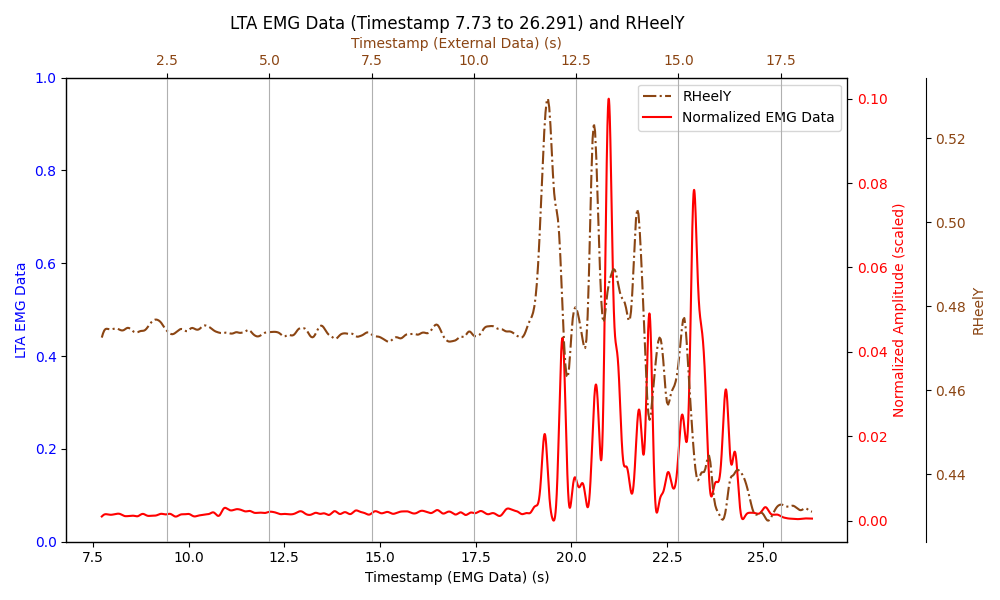 LTA EMG Data (Timestamp 7.73 to 26.291) and RHeelY
Timestamp (External Data) (s)
2.5 5.0 7.5 10.0 12.5 15.0 17.5
RHeelY
Normalized EMG Data
1.0
0.8
0.6
0.4
0.2
0.0
LTA EMG Data
0.10
0.08
0.06
0.04
0.02
0.00
Normalized Amplitude (scaled)
0.52
0.50
0.48
0.46
0.44
RHeelY
7.5 10.0 12.5 15.0 17.5 20.0 22.5 25.0
Timestamp (EMG Data) (s)